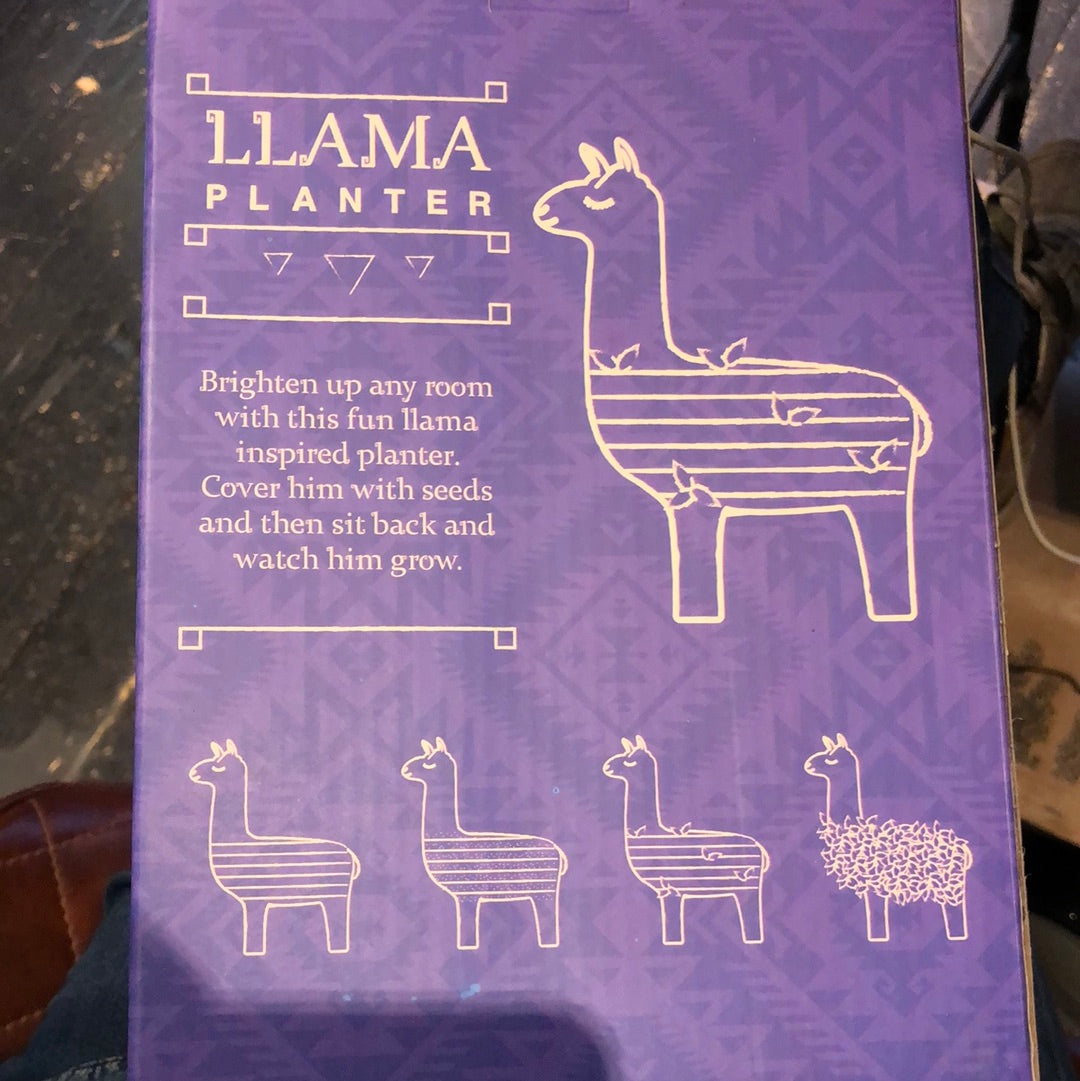 LLAMA
PLANTER
Brighten up any room
with this fun llama
inspired planter.
Cover him with seeds
and then sit back and
watch him grow.